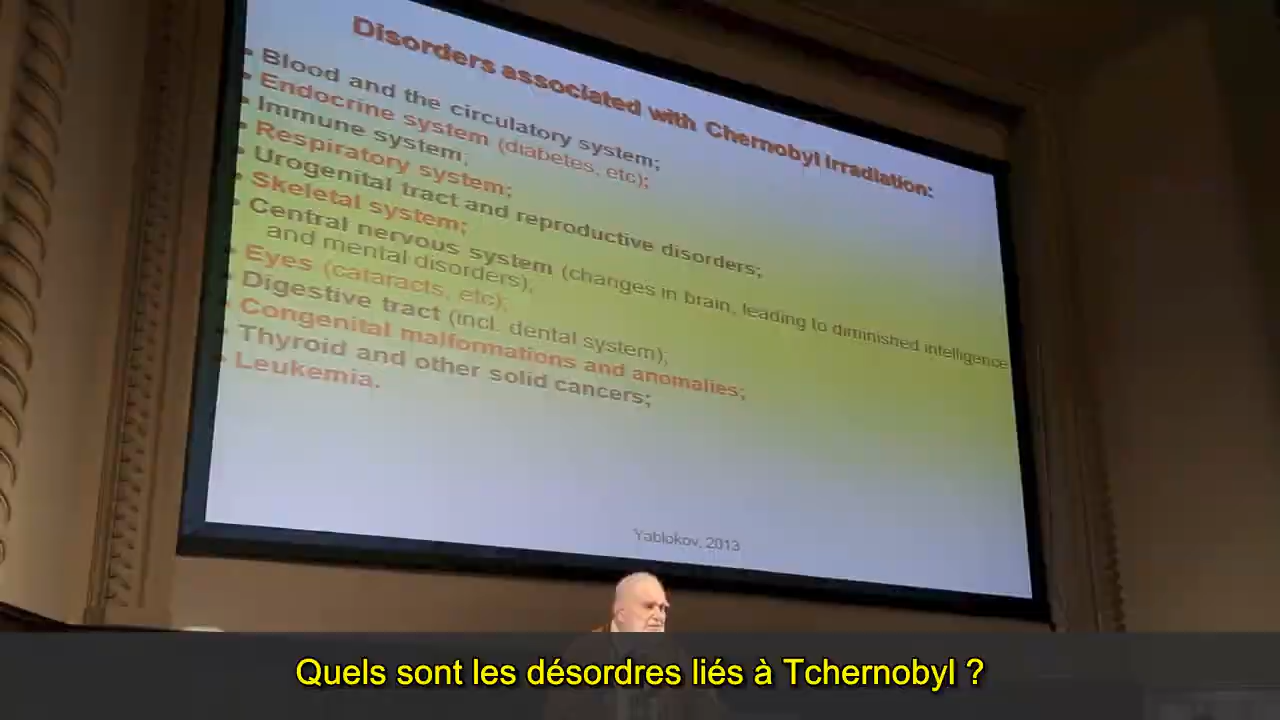 Disorders associated with Chernobyl Irradiation:
• Blood and the circulatory system;
• Endocrine system (diabetes, etc);
• Immune system;
• Respiratory system;
• Urogenital tract and reproductive disorders;
• Skeletal system;
• Central nervous system (changes in brain, leading to diminished intelligence
and mental disorders);
• Eyes (cataracts, etc);
• Digestive tract (incl. dental system);
• Congenital malformations and anomalies;
• Thyroid and other solid cancers;
• Leukemia.
Yablokov, 2013
Quels sont les désordres liés à Tchernobyl ?